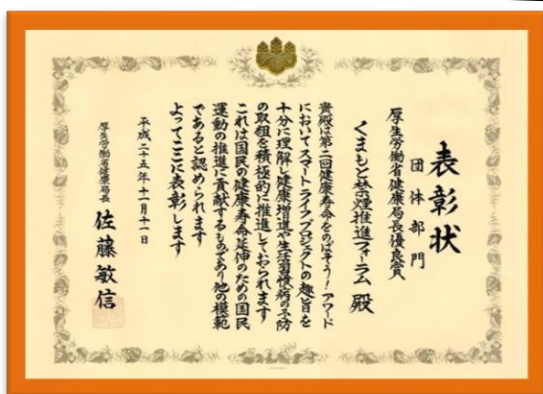 表彰状
団体部門
厚生労働省健康局長優良賞
くまもと禁煙推進フォーラム 殿
貴殿は第二回健康寿命をのばそう！アワード
においてスマートライフプロジェクトの趣旨を
十分に理解し健康増進や生活習慣病の予防
の取組を積極的に推進しておられます
これは国民の健康寿命延伸のための国民
運動の推進に貢献するものであり他の模範
であると認められます
よってここに表彰します
平成二十五年十一月十一日
厚生労働省健康局長 佐藤敏信